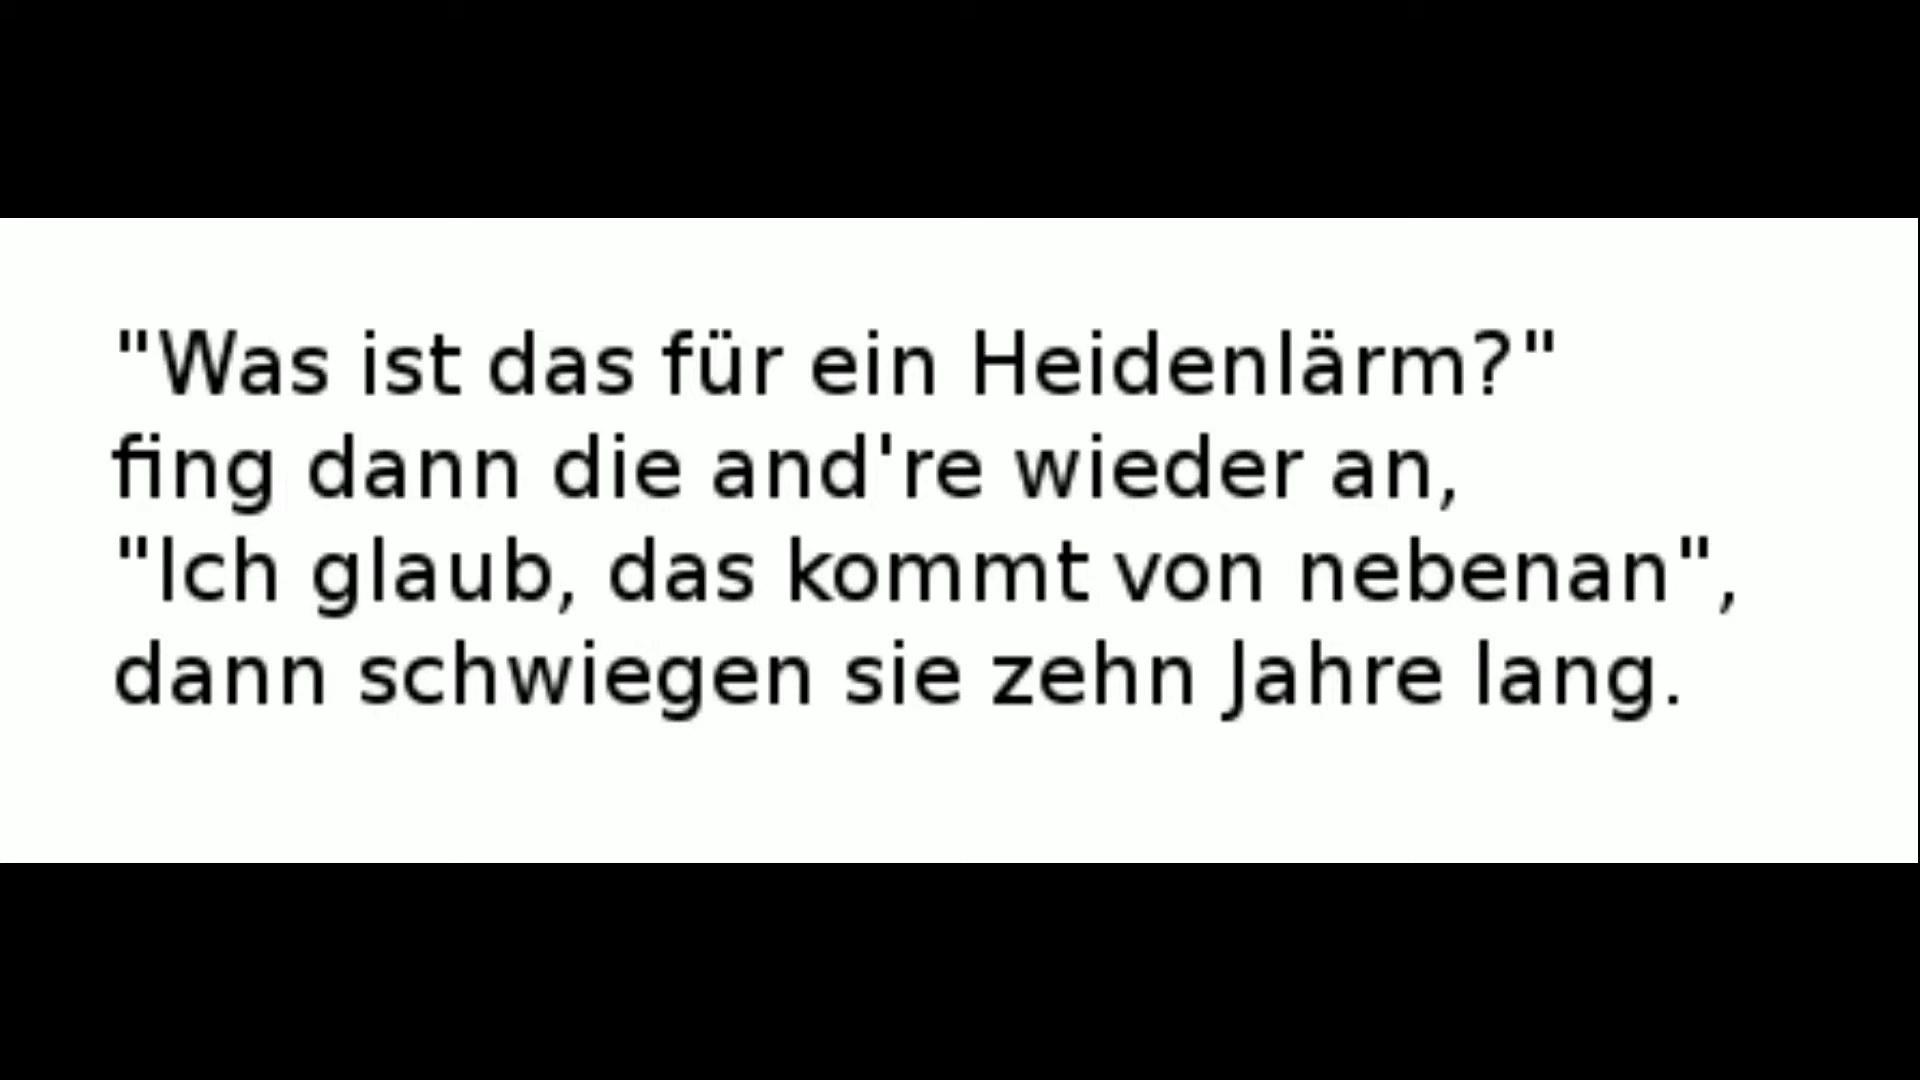 "Was ist das für ein Heidenlärm?"
fing dann die and're wieder an,
"Ich glaub, das kommt von nebenan",
dann schwiegen sie zehn Jahre lang.